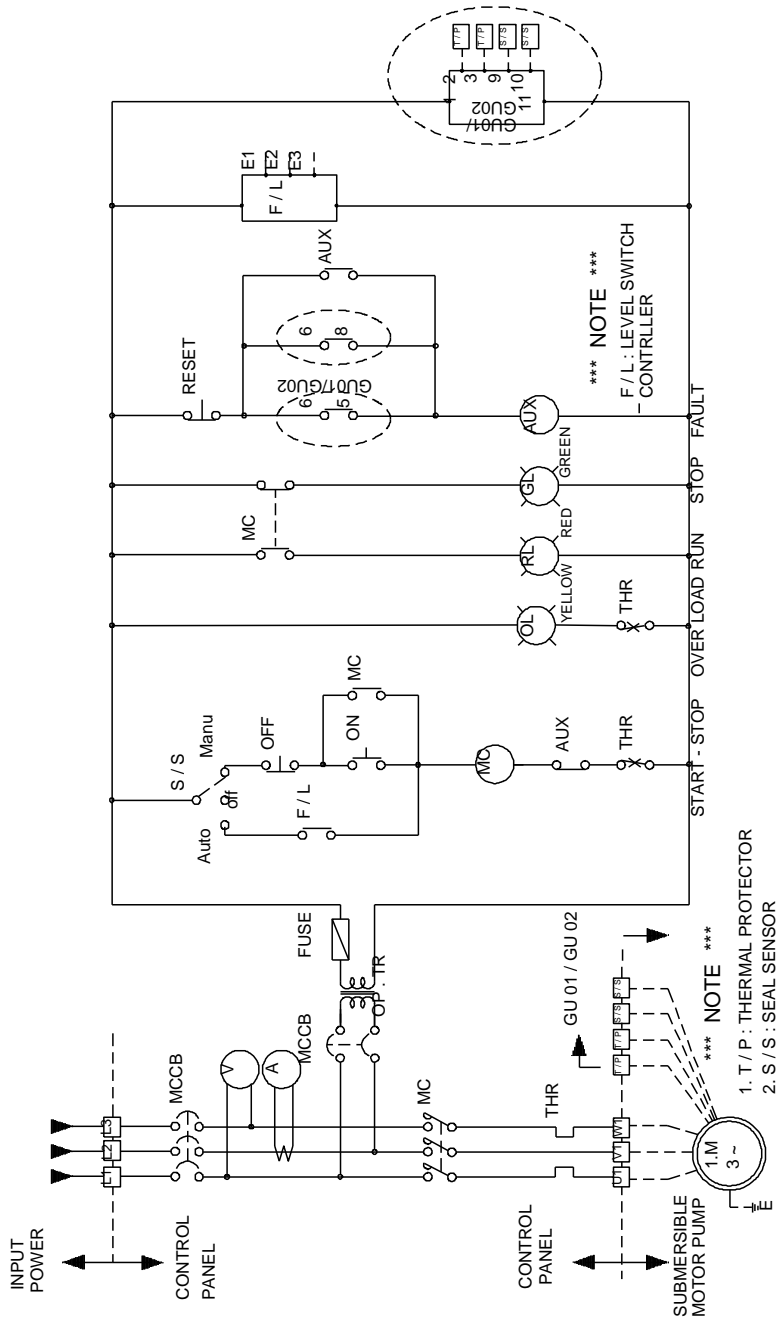 INPUT
POWER
CONTROL
PANEL
L1
L2
L3
MCCB
V
A
MCCB
OP . TR
FUSE
MC
THR
CONTROL
PANEL
SUBMERSIBLE
MOTOR PUMP
U1
V1
W1
1.M
3 ~
E
GU 01 / GU 02
T / P
T / P
S / S
S / S
*** NOTE ***
1. T / P : THERMAL PROTECTOR
2. S / S : SEAL SENSOR
S / S
Auto
off
Manu
F / L
OFF
ON
MC
MC
AUX
THR
START - STOP
OL
YELLOW
THR
OVER LOAD
MC
RL
RED
RUN
GL
GREEN
STOP
RESET
GU01/GU02
6
5
6
8
AUX
AUX
FAULT
*** NOTE ***
F / L : LEVEL SWITCH
CONTRLLER
F / L
E1
E2
E3
GU01/
GU02
2
3
9
10
11
T / P
T / P
S / S
S / S